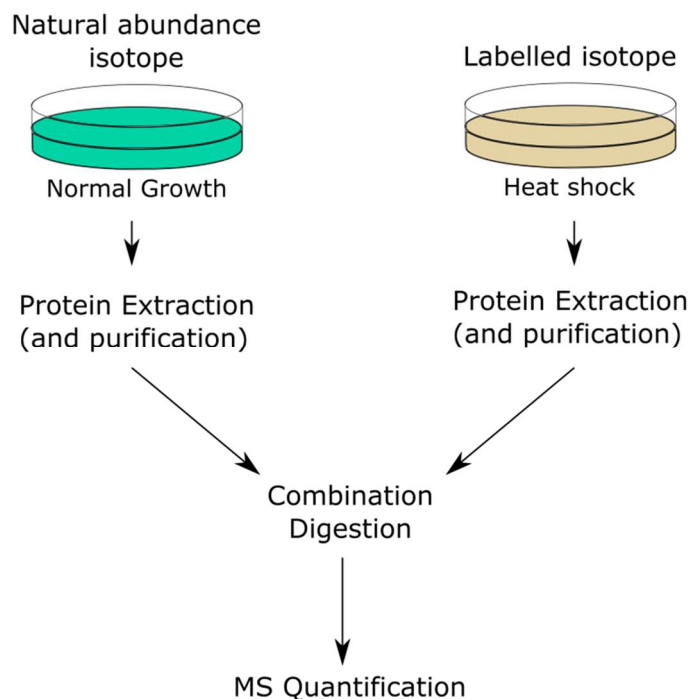 Natural abundance
isotope
Labelled isotope
Normal Growth
Heat shock
Protein Extraction
(and purification)
Protein Extraction
(and purification)
Combination
Digestion
MS Quantification